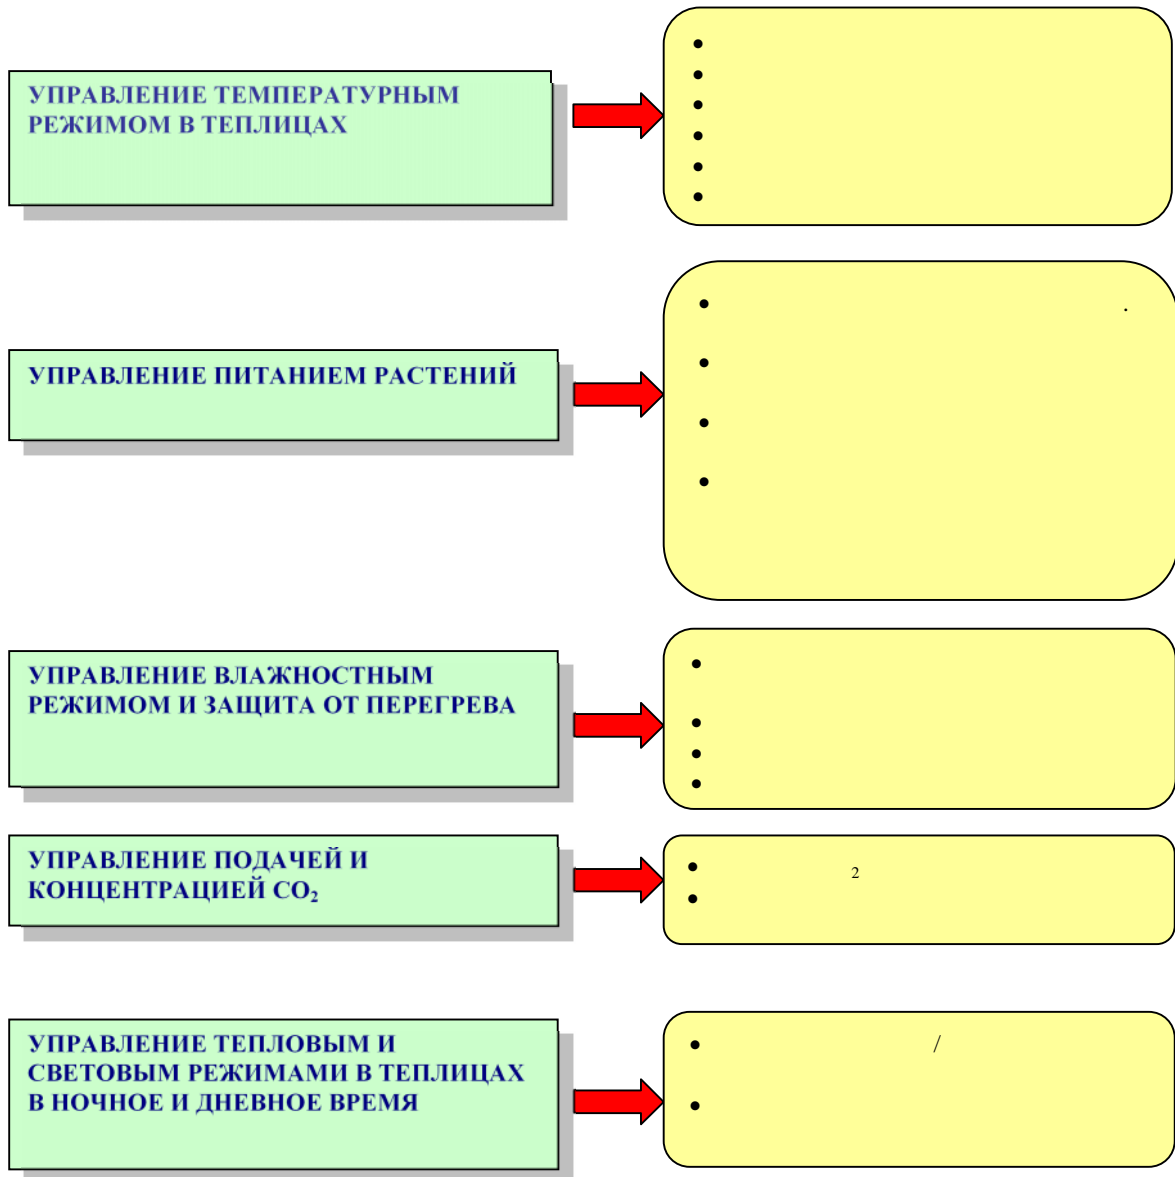 УПРАВЛЕНИЕ ТЕМПЕРАТУРНЫМ
РЕЖИМОМ В ТЕПЛИЦАХ
•
•
•
•
•
•
УПРАВЛЕНИЕ ПИТАНИЕМ РАСТЕНИЙ
• .
•
•
•
УПРАВЛЕНИЕ ВЛАЖНОСТНЫМ
РЕЖИМОМ И ЗАЩИТА ОТ ПЕРЕГРЕВА
•
•
•
•
УПРАВЛЕНИЕ ПОДАЧЕЙ И
КОНЦЕНТРАЦИЕЙ СО₂
• 2
•
УПРАВЛЕНИЕ ТЕПЛОВЫМ И
СВЕТОВЫМ РЕЖИМАМИ В ТЕПЛИЦАХ
В НОЧНОЕ И ДНЕВНОЕ ВРЕМЯ
• /
•